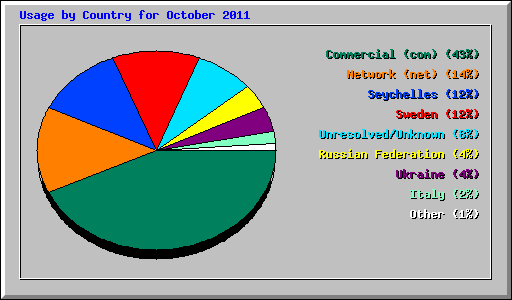 Usage by Country for October 2011
Commercial (com) (43%)
Network (net) (14%)
Seychelles (12%)
Sweden (12%)
Unresolved/Unknown (8%)
Russian Federation (4%)
Ukraine (4%)
Italy (2%)
Other (1%)